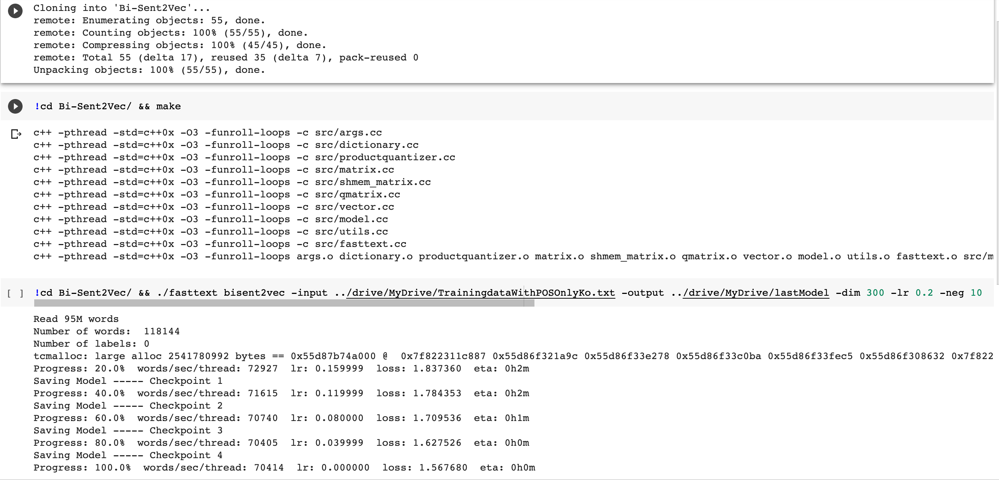 Cloning into 'Bi-Sent2Vec'...
remote: Enumerating objects: 55, done.
remote: Counting objects: 100% (55/55), done.
remote: Compressing objects: 100% (45/45), done.
remote: Total 55 (delta 17), reused 35 (delta 7), pack-reused 0
Unpacking objects: 100% (55/55), done.
!cd Bi-Sent2Vec/ && make
c++ -pthread -std=c++0x -O3 -funroll-loops -c src/args.cc
c++ -pthread -std=c++0x -O3 -funroll-loops -c src/dictionary.cc
c++ -pthread -std=c++0x -O3 -funroll-loops -c src/productquantizer.cc
c++ -pthread -std=c++0x -O3 -funroll-loops -c src/matrix.cc
c++ -pthread -std=c++0x -O3 -funroll-loops -c src/shmem_matrix.cc
c++ -pthread -std=c++0x -O3 -funroll-loops -c src/qmatrix.cc
c++ -pthread -std=c++0x -O3 -funroll-loops -c src/vector.cc
c++ -pthread -std=c++0x -O3 -funroll-loops -c src/model.cc
c++ -pthread -std=c++0x -O3 -funroll-loops -c src/utils.cc
c++ -pthread -std=c++0x -O3 -funroll-loops -c src/fasttext.cc
c++ -pthread -std=c++0x -O3 -funroll-loops args.o dictionary.o productquantizer.o matrix.o shmem_matrix.o qmatrix.o vector.o model.o utils.o fasttext.o src/m
[ ] !cd Bi-Sent2Vec/ && ./fasttext bisent2vec -input ../drive/MyDrive/TrainingdataWithPOSOnlyKo.txt -output ../drive/MyDrive/lastModel -dim 300 -lr 0.2 -neg 10
Read 95M words
Number of words:  118144
Number of labels: 0
tcmalloc: large alloc 2541780992 bytes == 0x55d87b74a000 @  0x7f822311c887 0x55d86f321a9c 0x55d86f33e278 0x55d86f33c0ba 0x55d86f33fec5 0x55d86f308632 0x7f822
Progress: 20.0%  words/sec/thread: 72927  lr: 0.159999  loss: 1.837360  eta: 0h2m
Saving Model ----- Checkpoint 1
Progress: 40.0%  words/sec/thread: 71615  lr: 0.119999  loss: 1.784353  eta: 0h2m
Saving Model ----- Checkpoint 2
Progress: 60.0%  words/sec/thread: 70740  lr: 0.080000  loss: 1.709536  eta: 0h1m
Saving Model ----- Checkpoint 3
Progress: 80.0%  words/sec/thread: 70405  lr: 0.039999  loss: 1.627526  eta: 0h0m
Saving Model ----- Checkpoint 4
Progress: 100.0%  words/sec/thread: 70414  lr: 0.000000  loss: 1.567680  eta: 0h0m